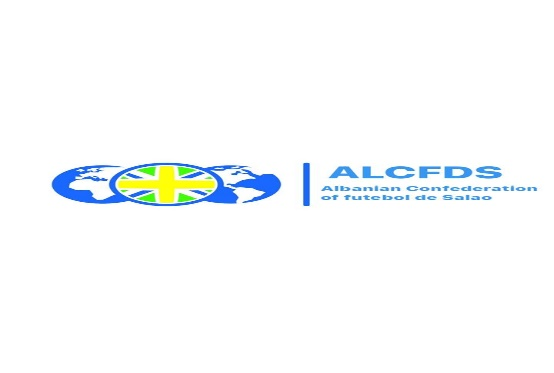 ALCFDS
Albanian Confederation
of futebol de Salao